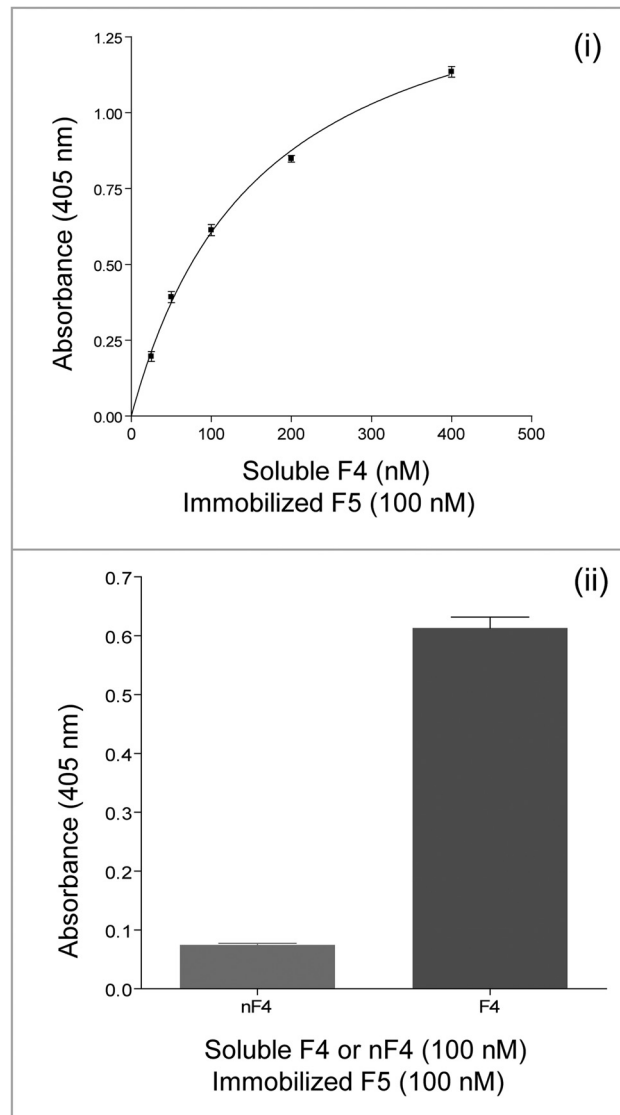 (i)
1.25
1.00
0.75
0.50
0.25
0.00
Absorbance (405 nm)
0 100 200 300 400 500
Soluble F4 (nM)
Immobilized F5 (100 nM)
(ii)
0.7
0.6
0.5
0.4
0.3
0.2
0.1
0.0
Absorbance (405 nm)
nF4 F4
Soluble F4 or nF4 (100 nM)
Immobilized F5 (100 nM)